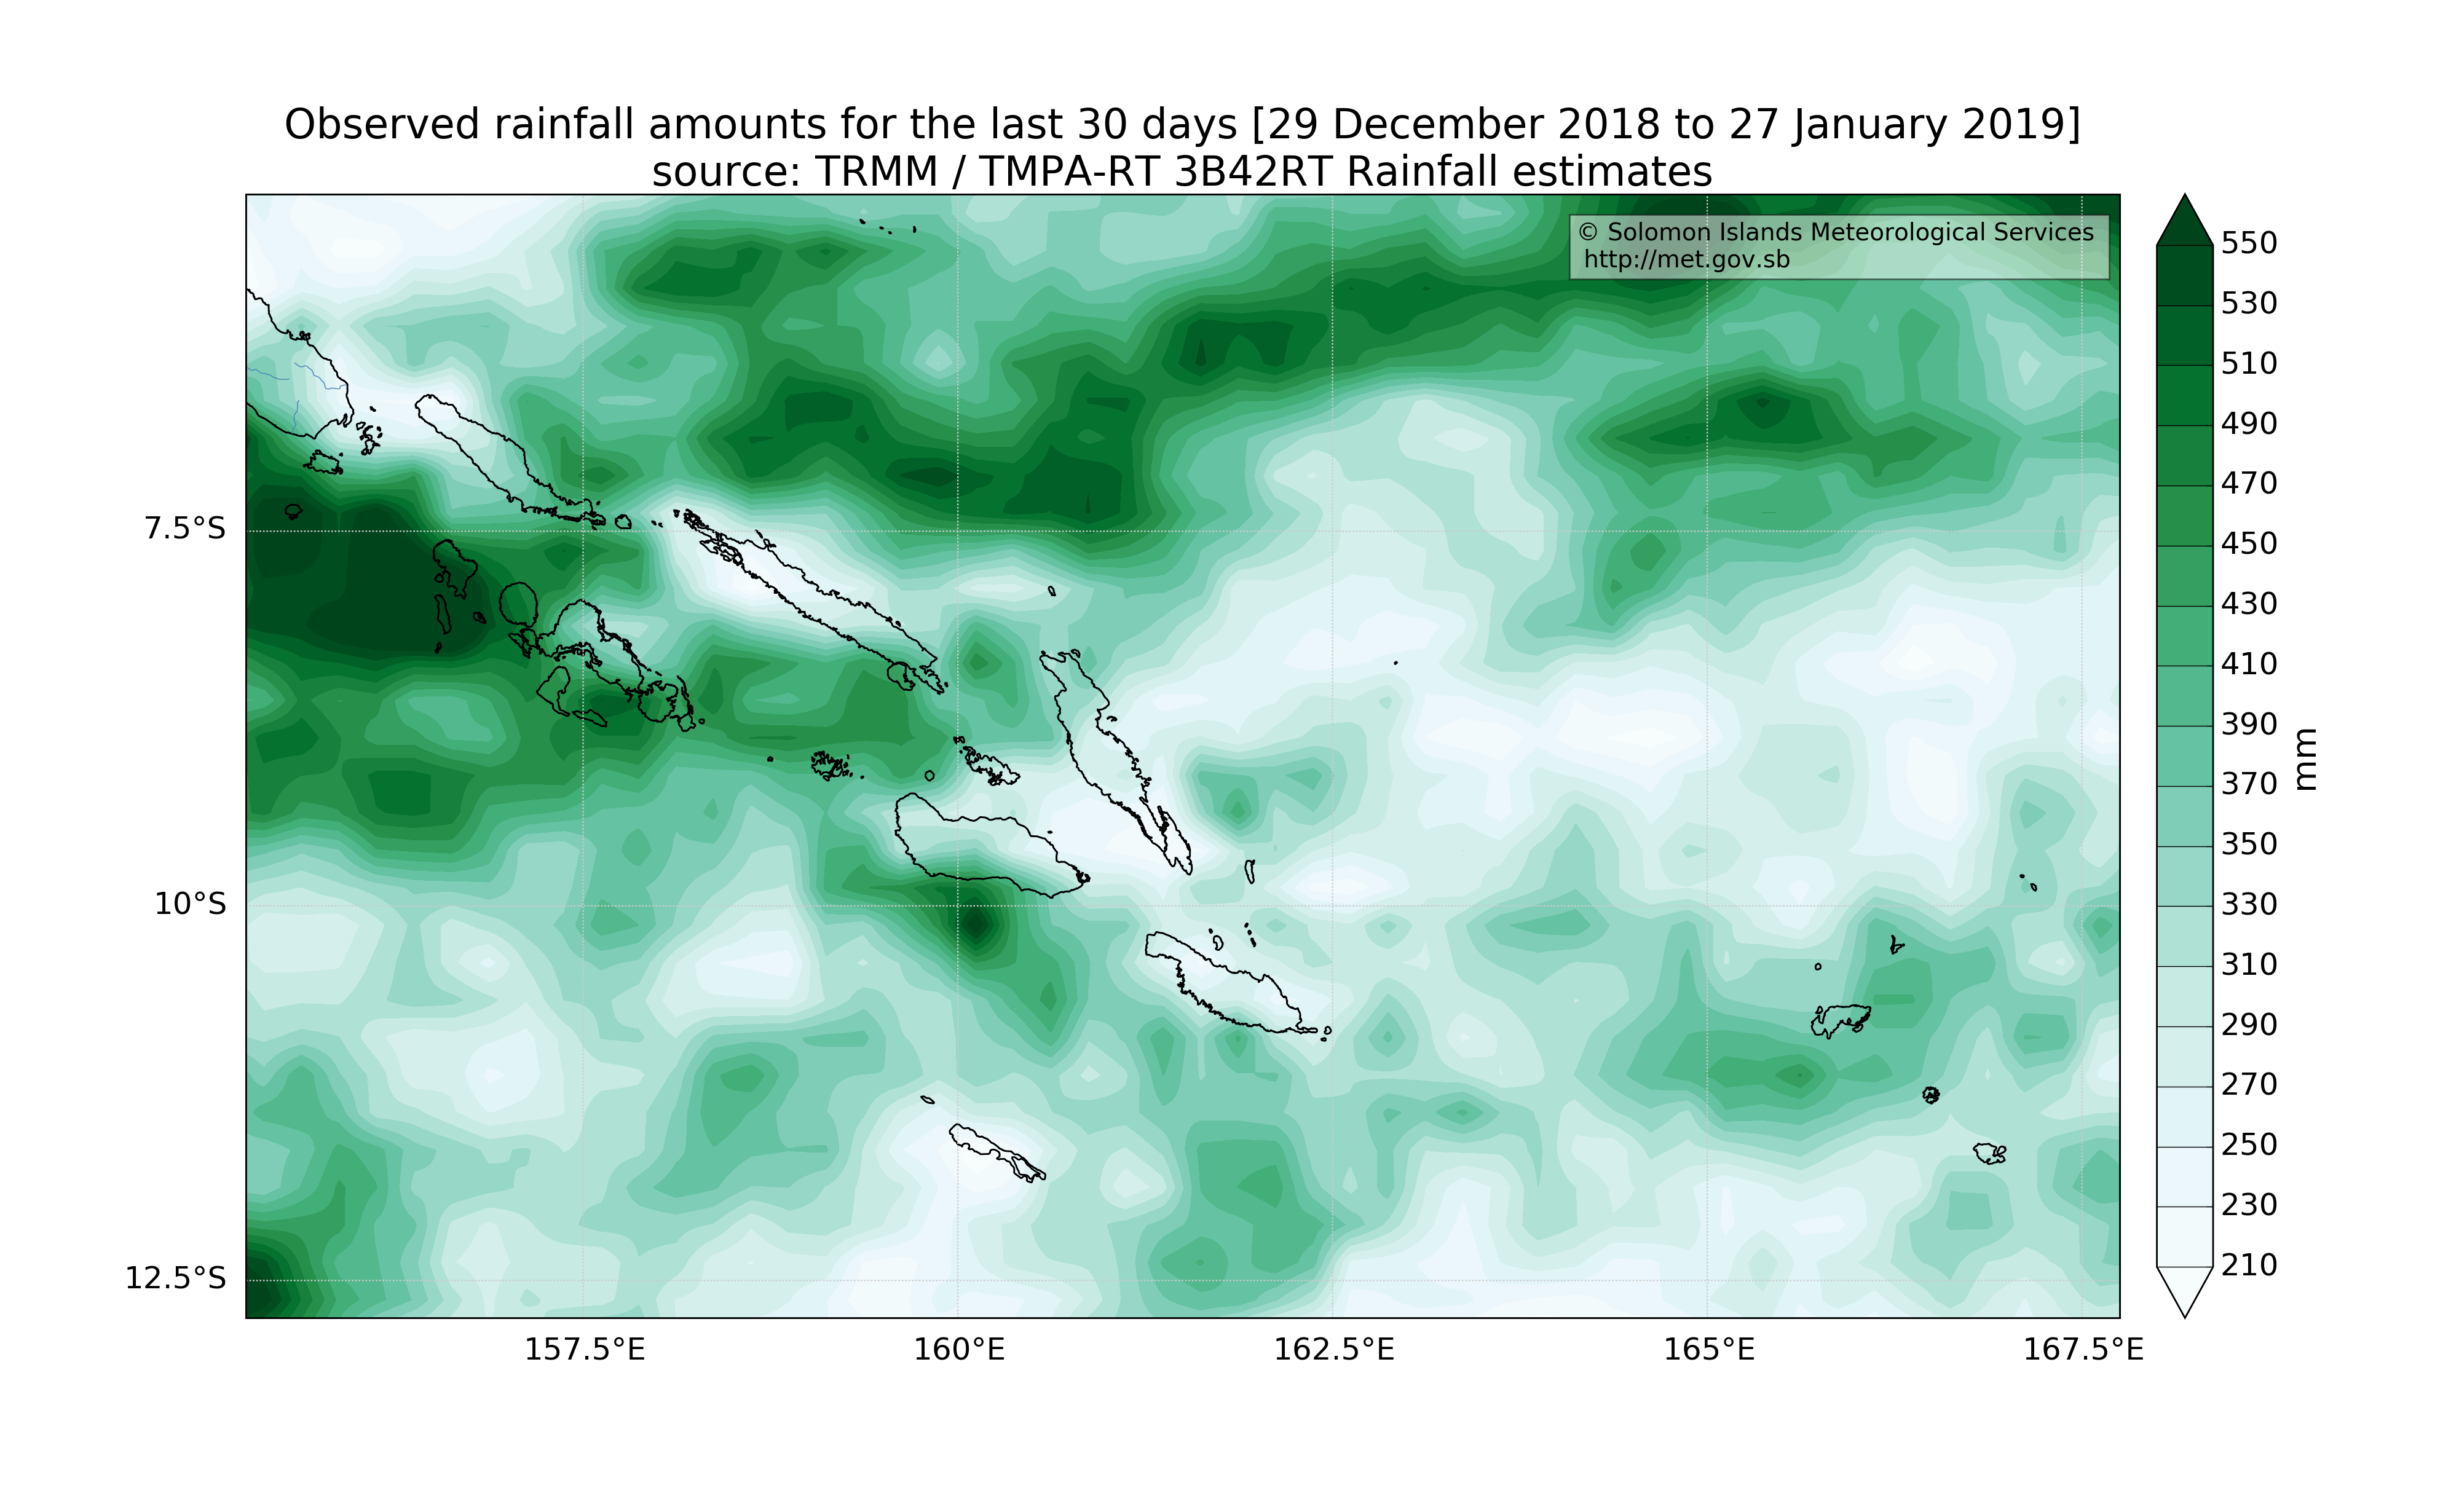 Observed rainfall amounts for the last 30 days [29 December 2018 to 27 January 2019]
source: TRMM / TMPA-RT 3B42RT Rainfall estimates
© Solomon Islands Meteorological Services
http://met.gov.sb
7.5°S
10°S
12.5°S
157.5°E
160°E
162.5°E
165°E
167.5°E
550
530
510
490
470
450
430
410
390
370
350
330
310
290
270
250
230
210
mm